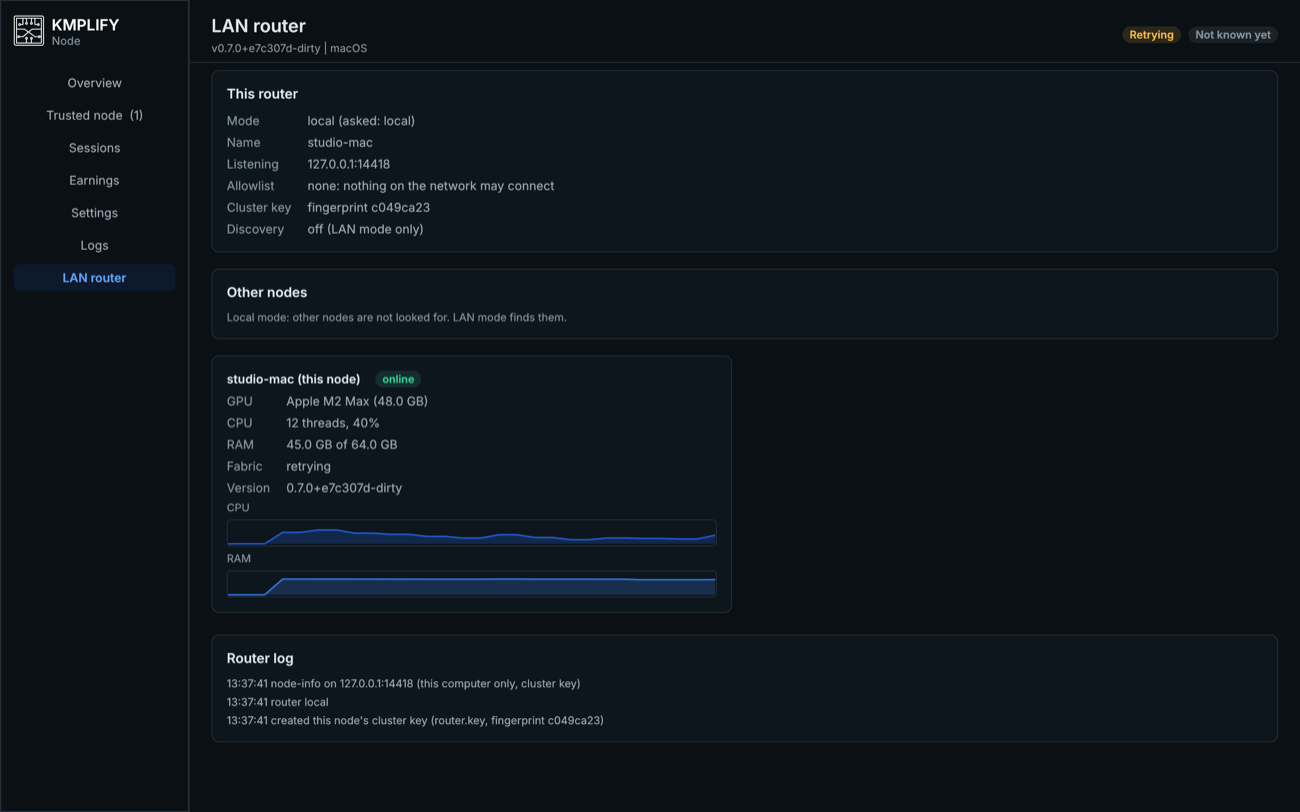 KMPLIFY
Node
Overview
Trusted node (1)
Sessions
Earnings
Settings
Logs
LAN router
LAN router
v0.7.0+e7c307d-dirty | macOS
Retrying
Not known yet
This router
Mode local (asked: local)
Name studio-mac
Listening 127.0.0.1:14418
Allowlist none: nothing on the network may connect
Cluster key fingerprint c049ca23
Discovery off (LAN mode only)
Other nodes
Local mode: other nodes are not looked for. LAN mode finds them.
studio-mac (this node) online
GPU Apple M2 Max (48.0 GB)
CPU 12 threads, 40%
RAM 45.0 GB of 64.0 GB
Fabric retrying
Version 0.7.0+e7c307d-dirty
CPU
RAM
Router log
13:37:41 node-info on 127.0.0.1:14418 (this computer only, cluster key)
13:37:41 router local
13:37:41 created this node's cluster key (router.key, fingerprint c049ca23)